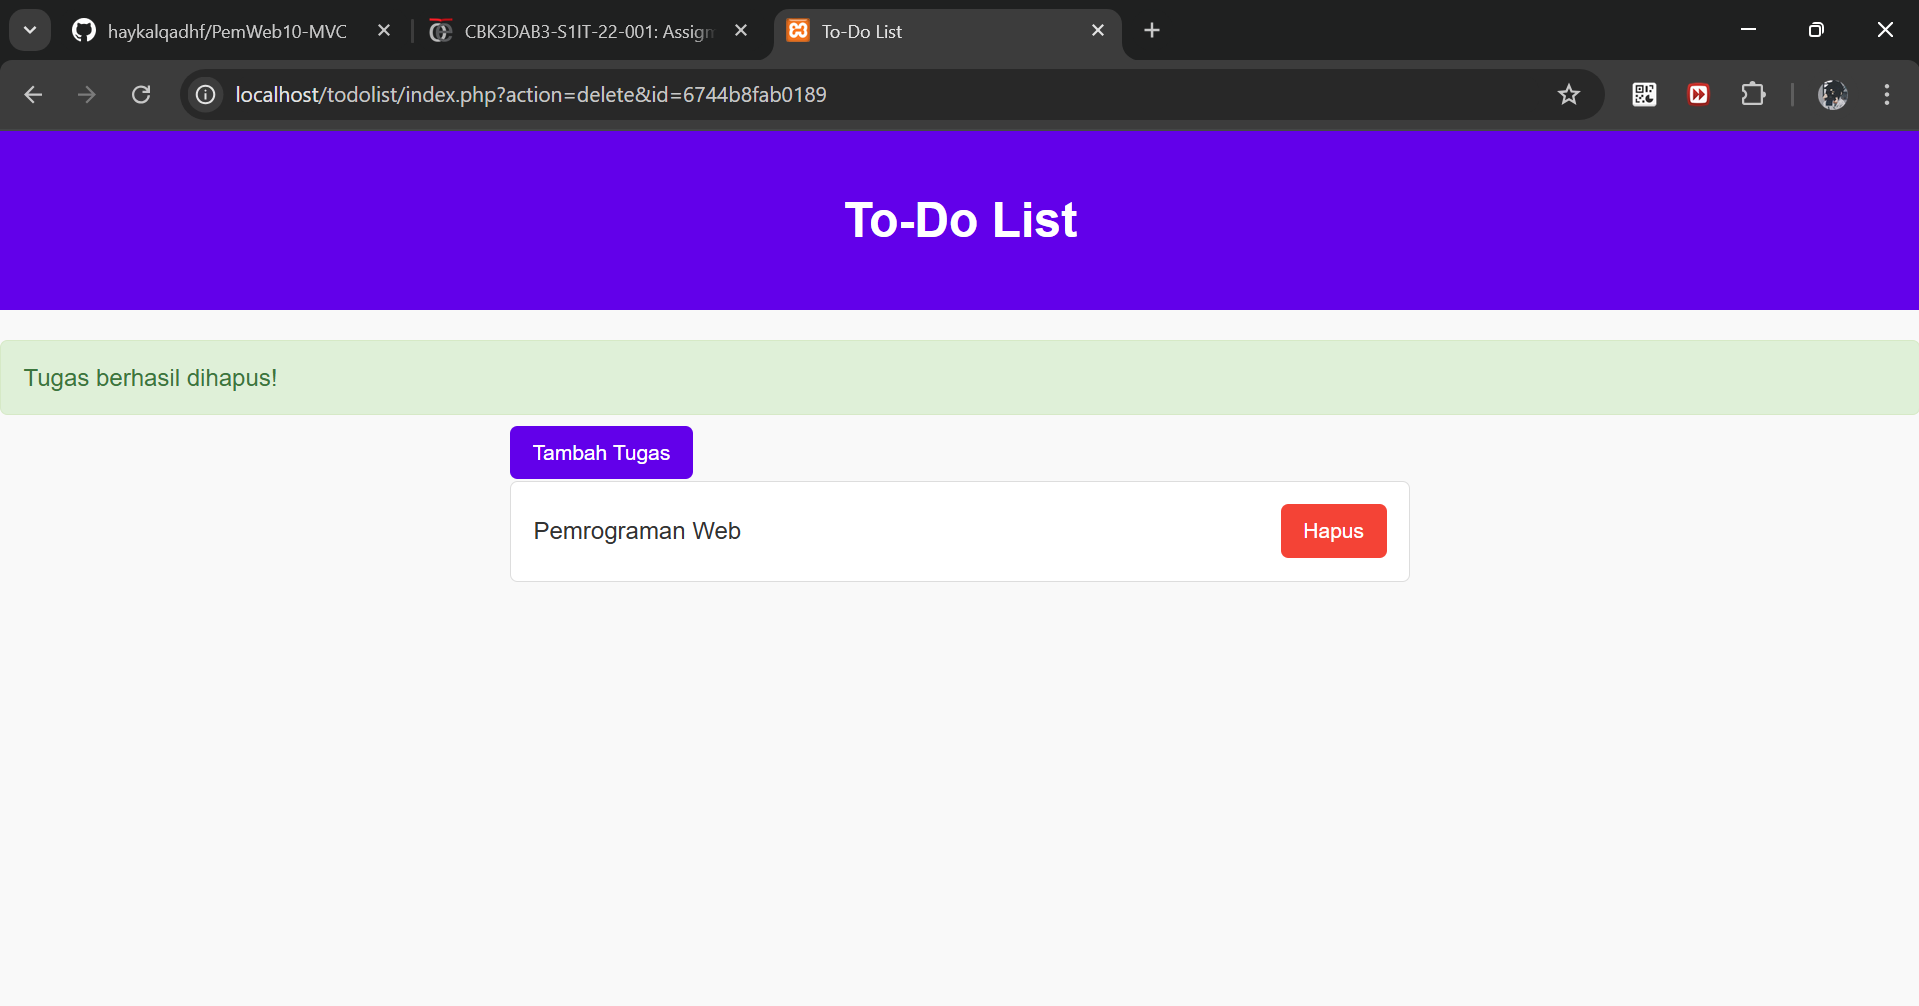 haykalqadhf/PemWeb10-MVC
CBK3DAB3-S1IT-22-001: Assign
To-Do List
localhost/todolist/index.php?action=delete&id=6744b8fab0189
To-Do List
Tugas berhasil dihapus!
Tambah Tugas
Pemrograman Web
Hapus